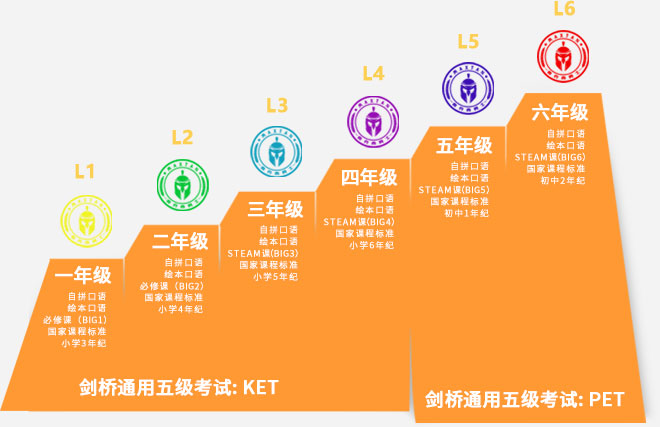 L1
一年级
自拼口语
绘本口语
必修课（BIG1）
国家课程标准
小学3年纪
L2
二年级
自拼口语
绘本口语
必修课（BIG2）
国家课程标准
小学4年纪
L3
三年级
自拼口语
绘本口语
STEAM课(BIG3)
国家课程标准
小学5年纪
L4
四年级
自拼口语
绘本口语
STEAM课(BIG4)
国家课程标准
小学6年纪
L5
五年级
自拼口语
绘本口语
STEAM课(BIG5)
国家课程标准
初中1年纪
L6
六年级
自拼口语
绘本口语
STEAM课(BIG6)
国家课程标准
初中2年纪
剑桥通用五级考试: KET
剑桥通用五级考试: PET